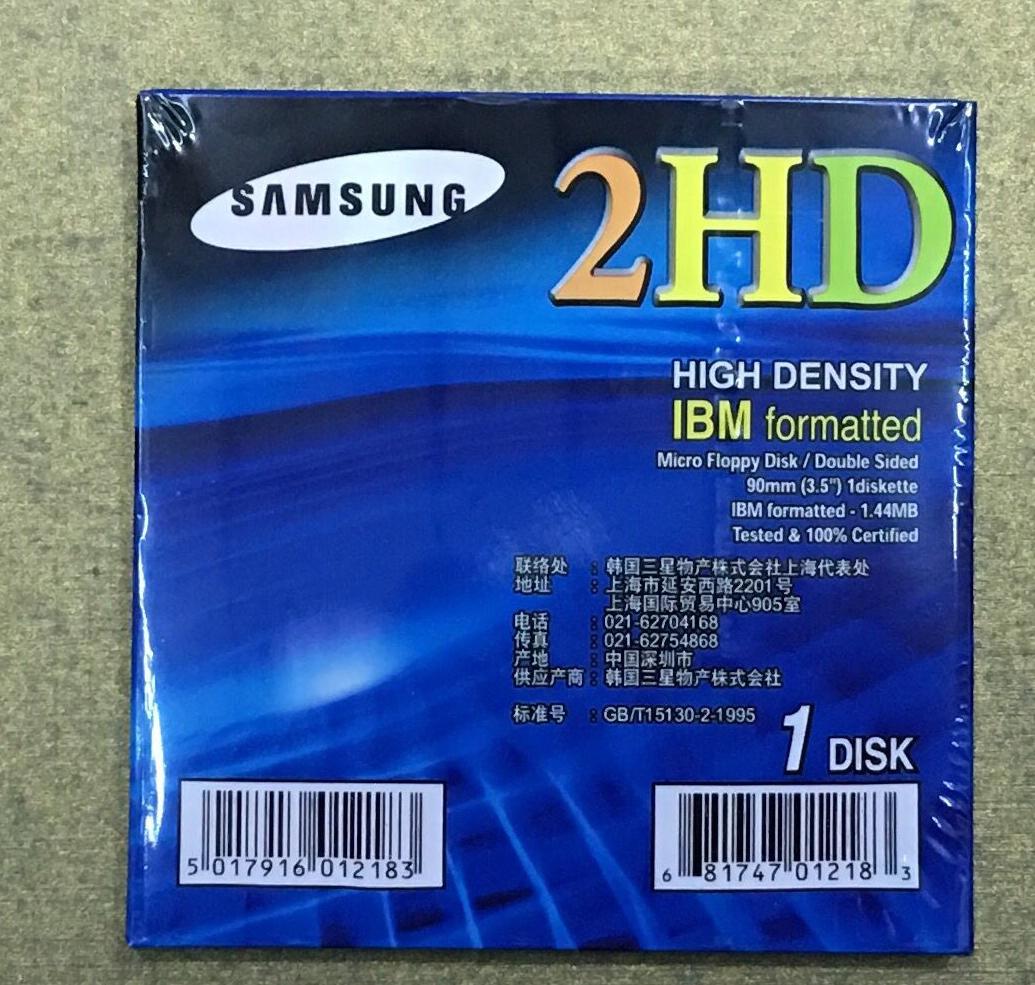 SAMSUNG
2HD
HIGH DENSITY
IBM formatted
Micro Floppy Disk / Double Sided
90mm (3.5") 1diskette
IBM formatted - 1.44MB
Tested & 100% Certified
联络处 : 韩国三星物产株式会社上海代表处
地址 : 上海市延安西路2201号
上海国际贸易中心905室
电话 : 021-62704168
传真 : 021-62754868
产地 : 中国深圳市
供应产商 : 韩国三星物产株式会社
标准号 : GB/T15130-2-1995
1 DISK
5 017916 012183
6 81747 01218 3